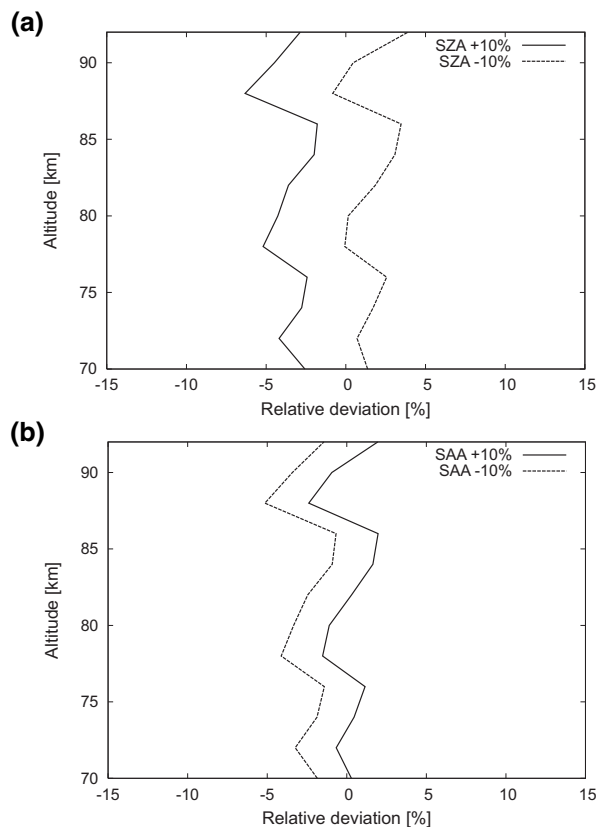 (a)
SZA +10%
SZA -10%
90
85
80
75
70
Altitude [km]
-15 -10 -5 0 5 10 15
Relative deviation [%]
(b)
SAA +10%
SAA -10%
90
85
80
75
70
Altitude [km]
-15 -10 -5 0 5 10 15
Relative deviation [%]